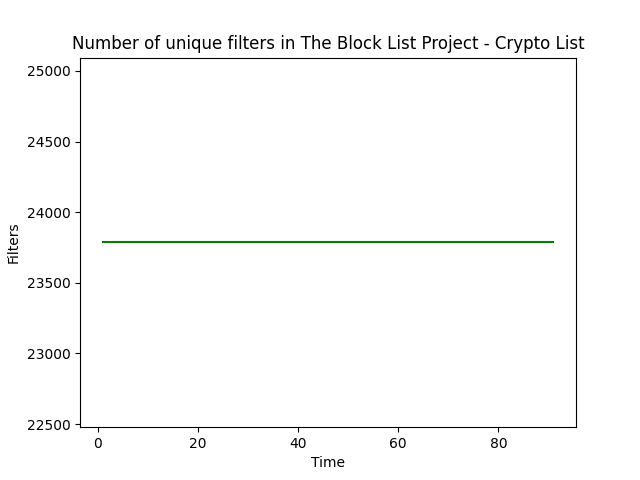 Number of unique filters in The Block List Project - Crypto List
25000
24500
24000
23500
23000
22500
Filters
0 20 40 60 80
Time